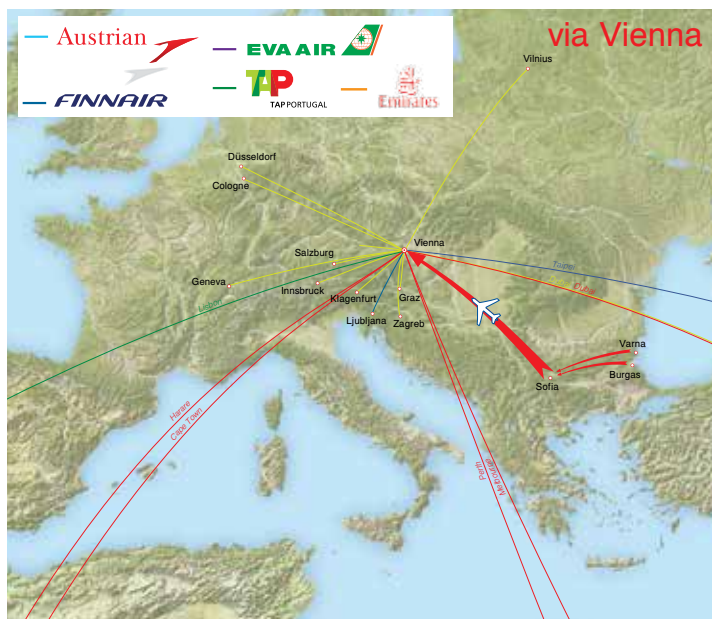 Austrian
EVA AIR
via Vienna
FINNAIR
TAP
TAP PORTUGAL
Emirates
Vilnius
Düsseldorf
Cologne
Vienna
Salzburg
Taipei
Geneva
Innsbruck
Dubai
Klagenfurt
Graz
Lisbon
Ljubljana
Zagreb
Varna
Burgas
Sofia
Harare
Cape Town
Perth
Melbourne